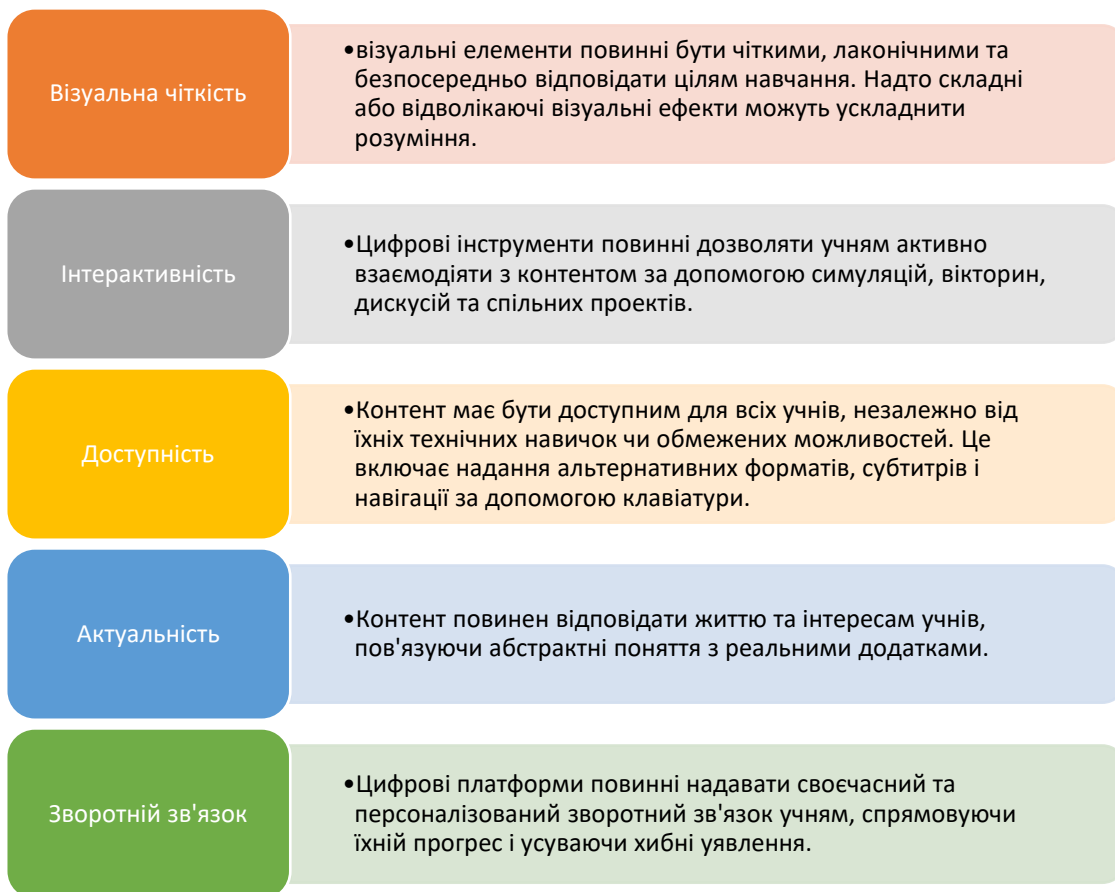 Візуальна чіткість
•візуальні елементи повинні бути чіткими, лаконічними та
безпосередньо відповідати цілям навчання. Надто складні
або відволікаючі візуальні ефекти можуть ускладнити
розуміння.
Інтерактивність
•Цифрові інструменти повинні дозволяти учням активно
взаємодіяти з контентом за допомогою симуляцій, вікторин,
дискусій та спільних проектів.
Доступність
•Контент має бути доступним для всіх учнів, незалежно від
їхніх технічних навичок чи обмежених можливостей. Це
включає надання альтернативних форматів, субтитрів і
навігації за допомогою клавіатури.
Актуальність
•Контент повинен відповідати життю та інтересам учнів,
пов'язуючи абстрактні поняття з реальними додатками.
Зворотній зв'язок
•Цифрові платформи повинні надавати своєчасний та
персоналізований зворотний зв'язок учням, спрямовуючи
їхній прогрес і усуваючи хибні уявлення.